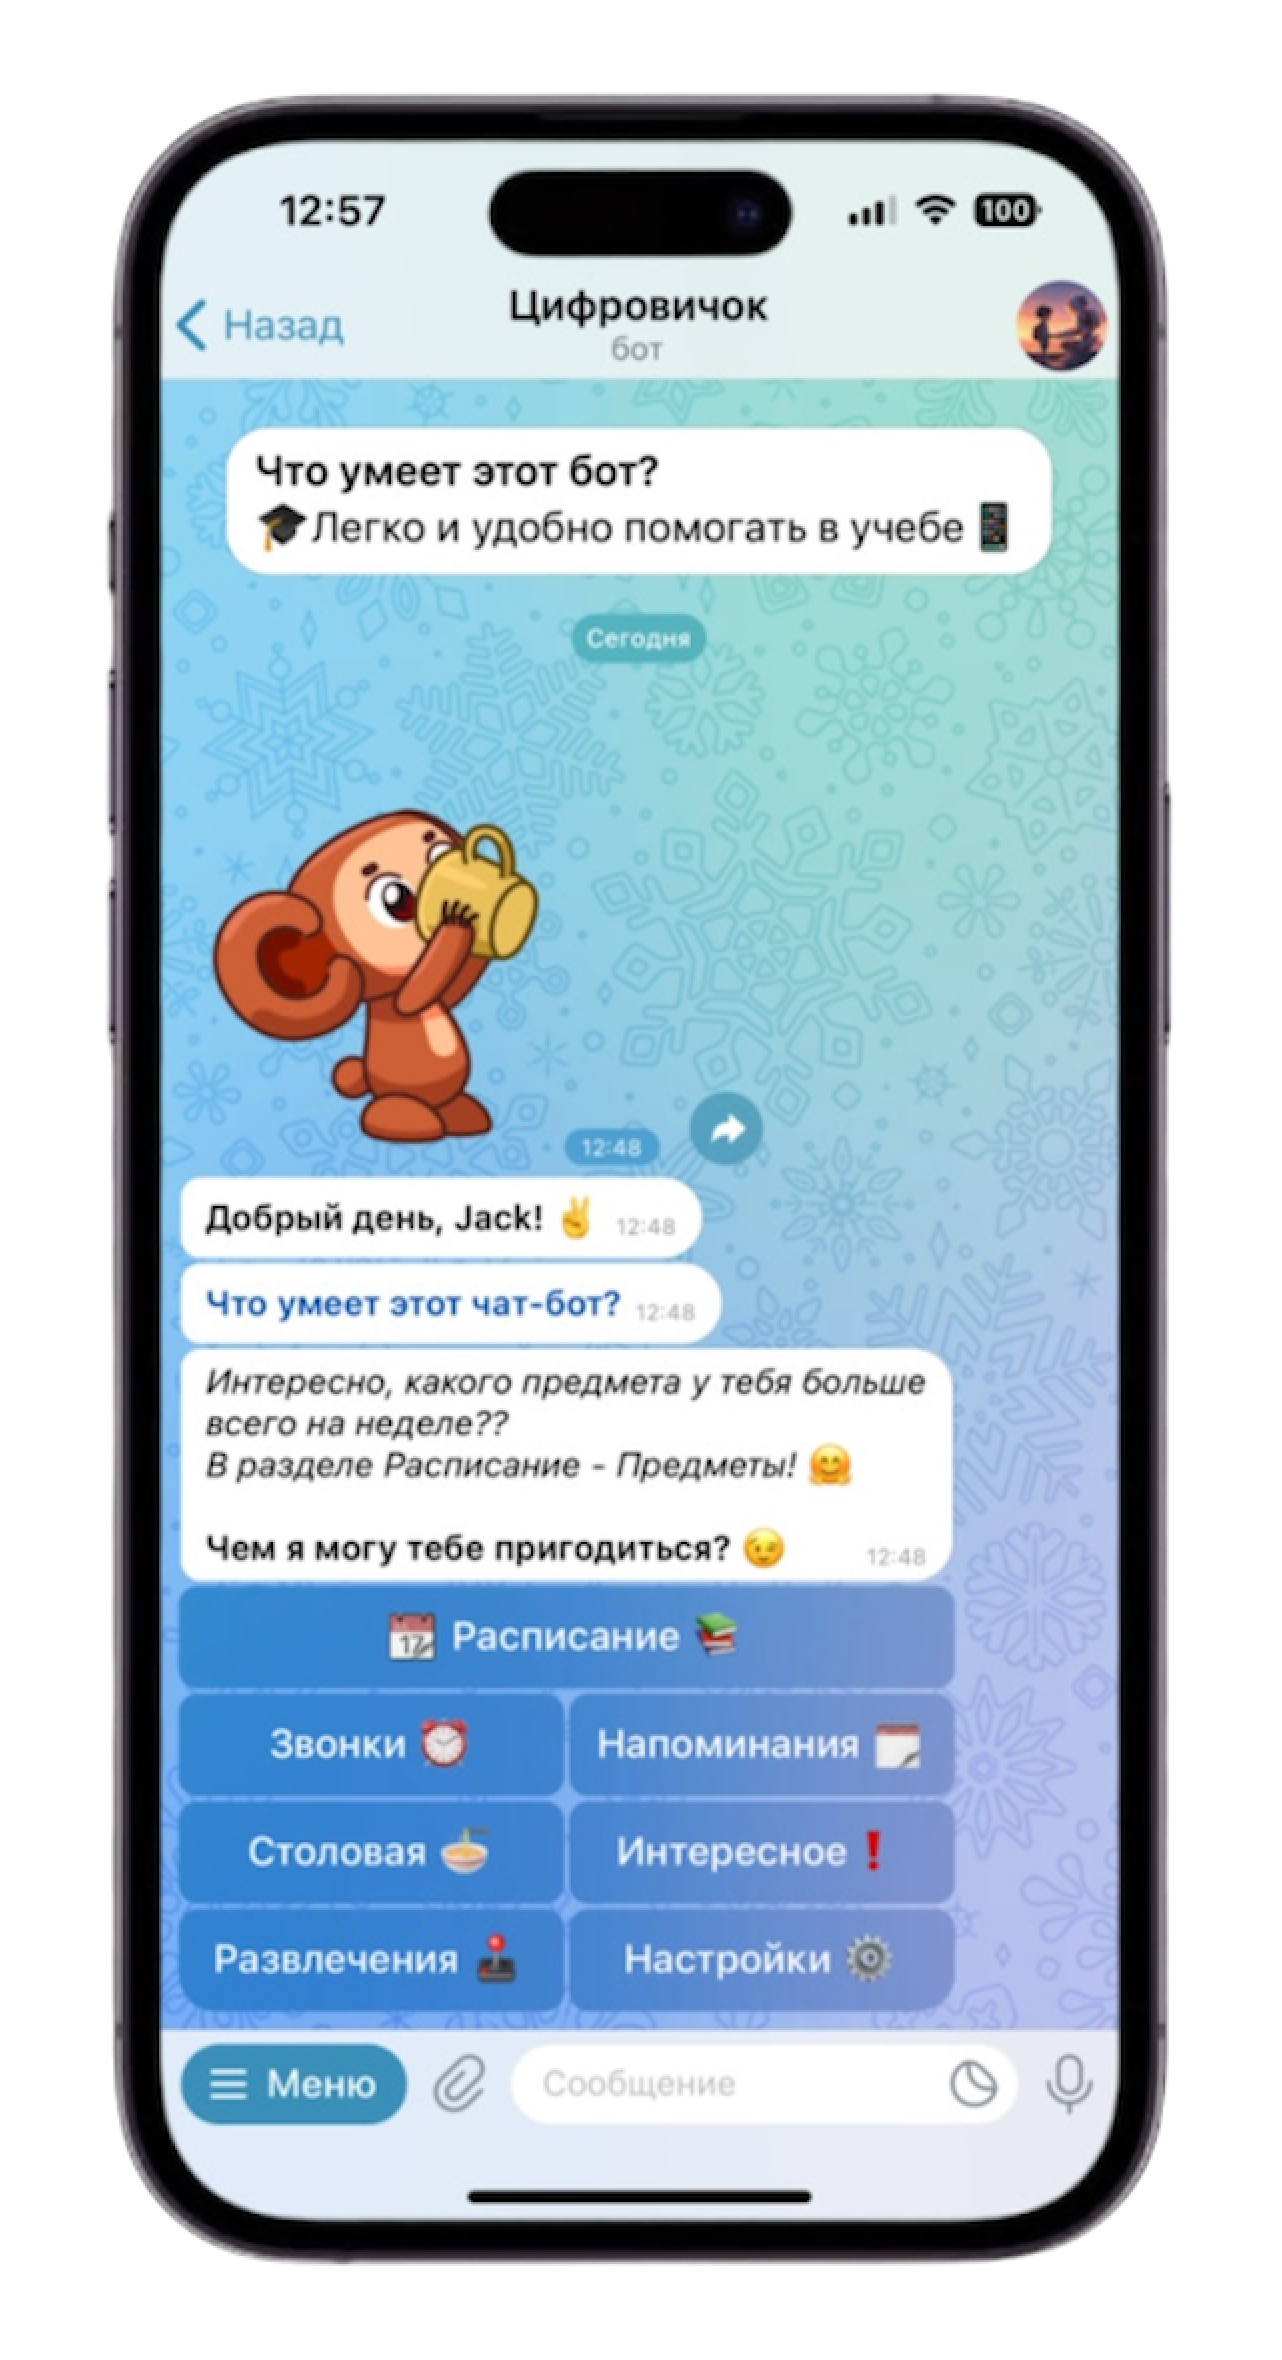 12:57
100
Назад
Цифровичок
бот
Что умеет этот бот?
🎓Легко и удобно помогать в учебе📱
Сегодня
12:48
Добрый день, Jack! ✌️ 12:48
Что умеет этот чат-бот? 12:48
Интересно, какого предмета у тебя больше
всего на неделе??
В разделе Расписание - Предметы! 🤗
Чем я могу тебе пригодиться? 😉 12:48
📆 Расписание 📚
Звонки ⏰
Напоминания 🗓
Столовая 🍜
Интересное ❗
Развлечения 🕹
Настройки ⚙️
Меню
Сообщение